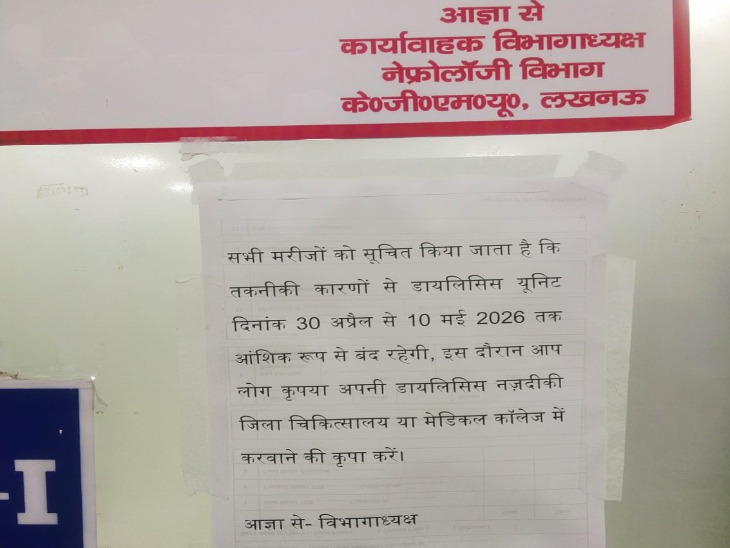 आज्ञा से
कार्यावाहक विभागाध्यक्ष
नेफ्रोलॉजी विभाग
के०जी०एम०यू०, लखनऊ
सभी मरीजों को सूचित किया जाता है कि
तकनीकी कारणों से डायलिसिस यूनिट
दिनांक 30 अप्रैल से 10 मई 2026 तक
आंशिक रूप से बंद रहेगी, इस दौरान आप
लोग कृपया अपनी डायलिसिस नज़दीकी
जिला चिकित्सालय या मेडिकल कॉलेज में
करवाने की कृपा करें।
-I
आज्ञा से- विभागाध्यक्ष